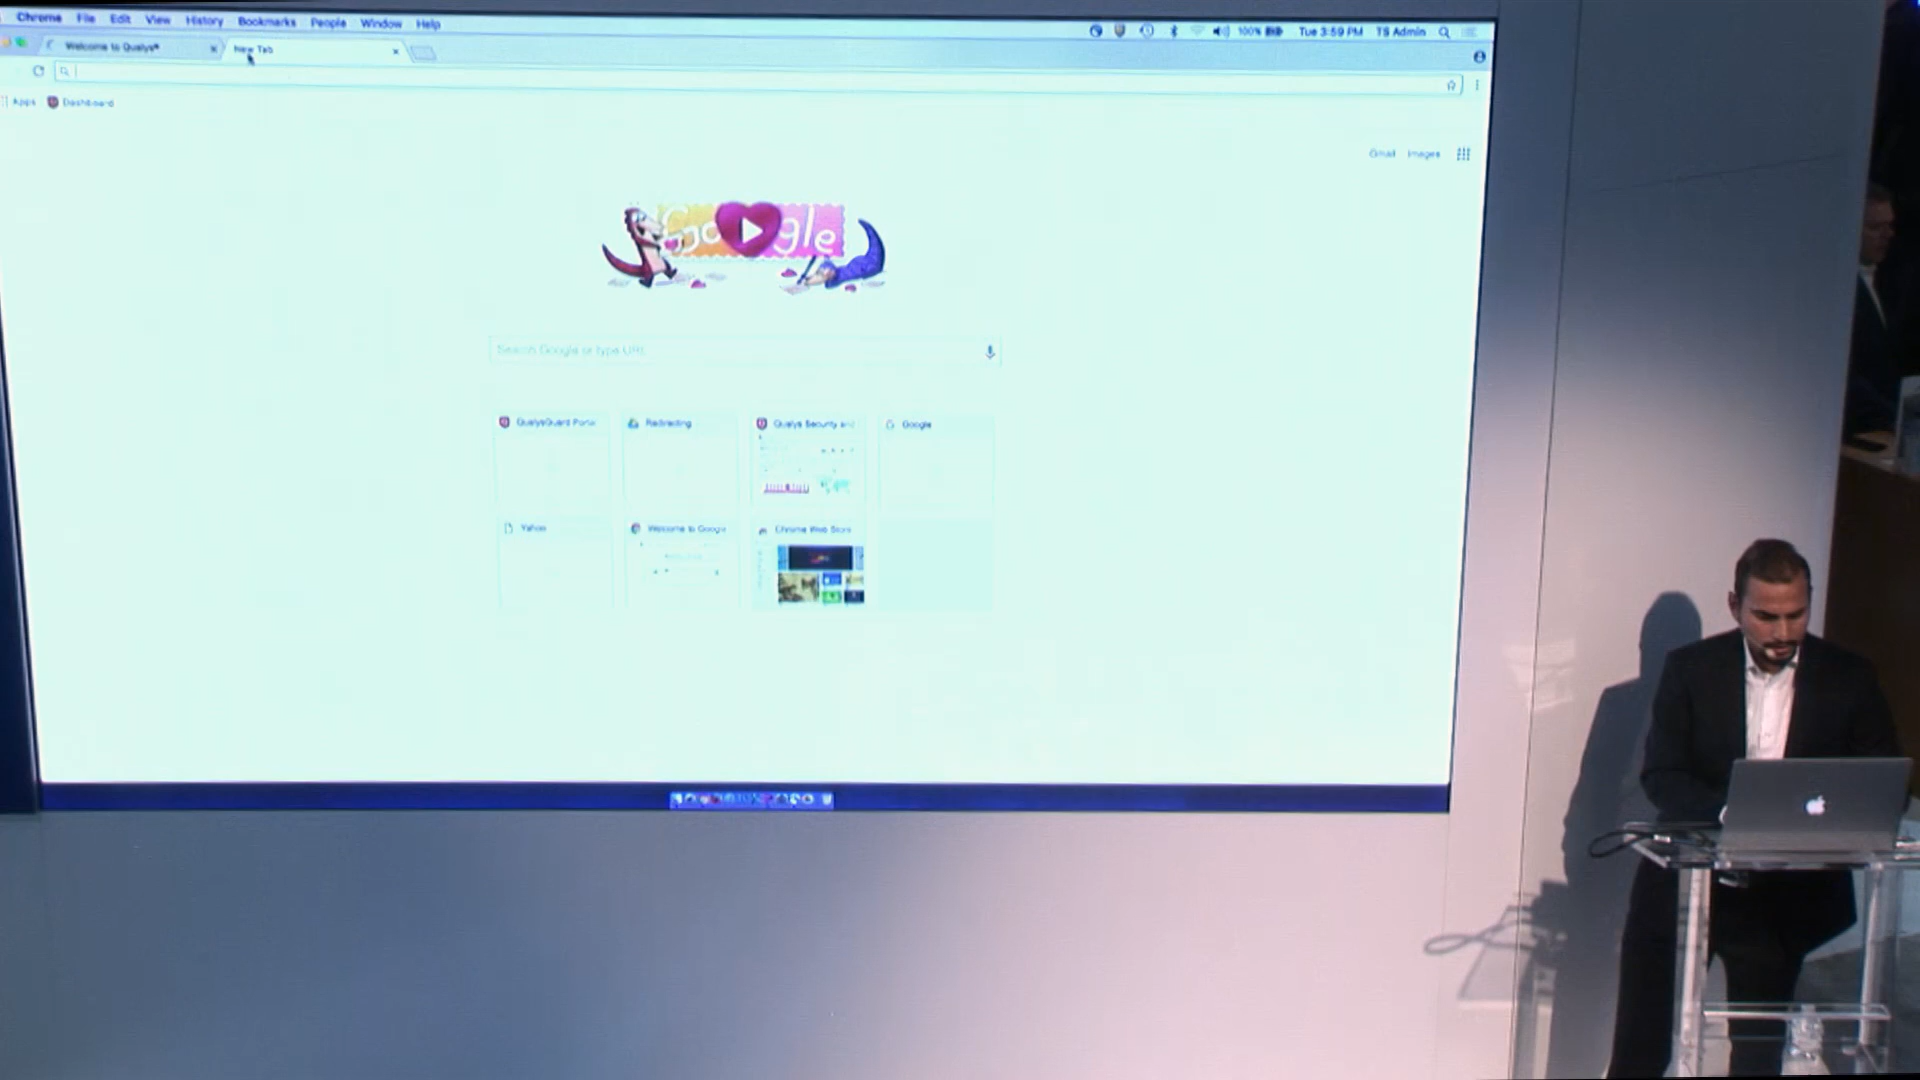 Chrome File Edit View History Bookmarks People Window Help
100% Tue 3:59 PM TS Admin
Welcome to Qualys®
New Tab
Apps Dashboard
Gmail Images
Google
Search Google or type URL
QualysGuard Porta
Redirecting
Qualys Security and
Google
Yahoo
Welcome to Google
Chrome Web Store